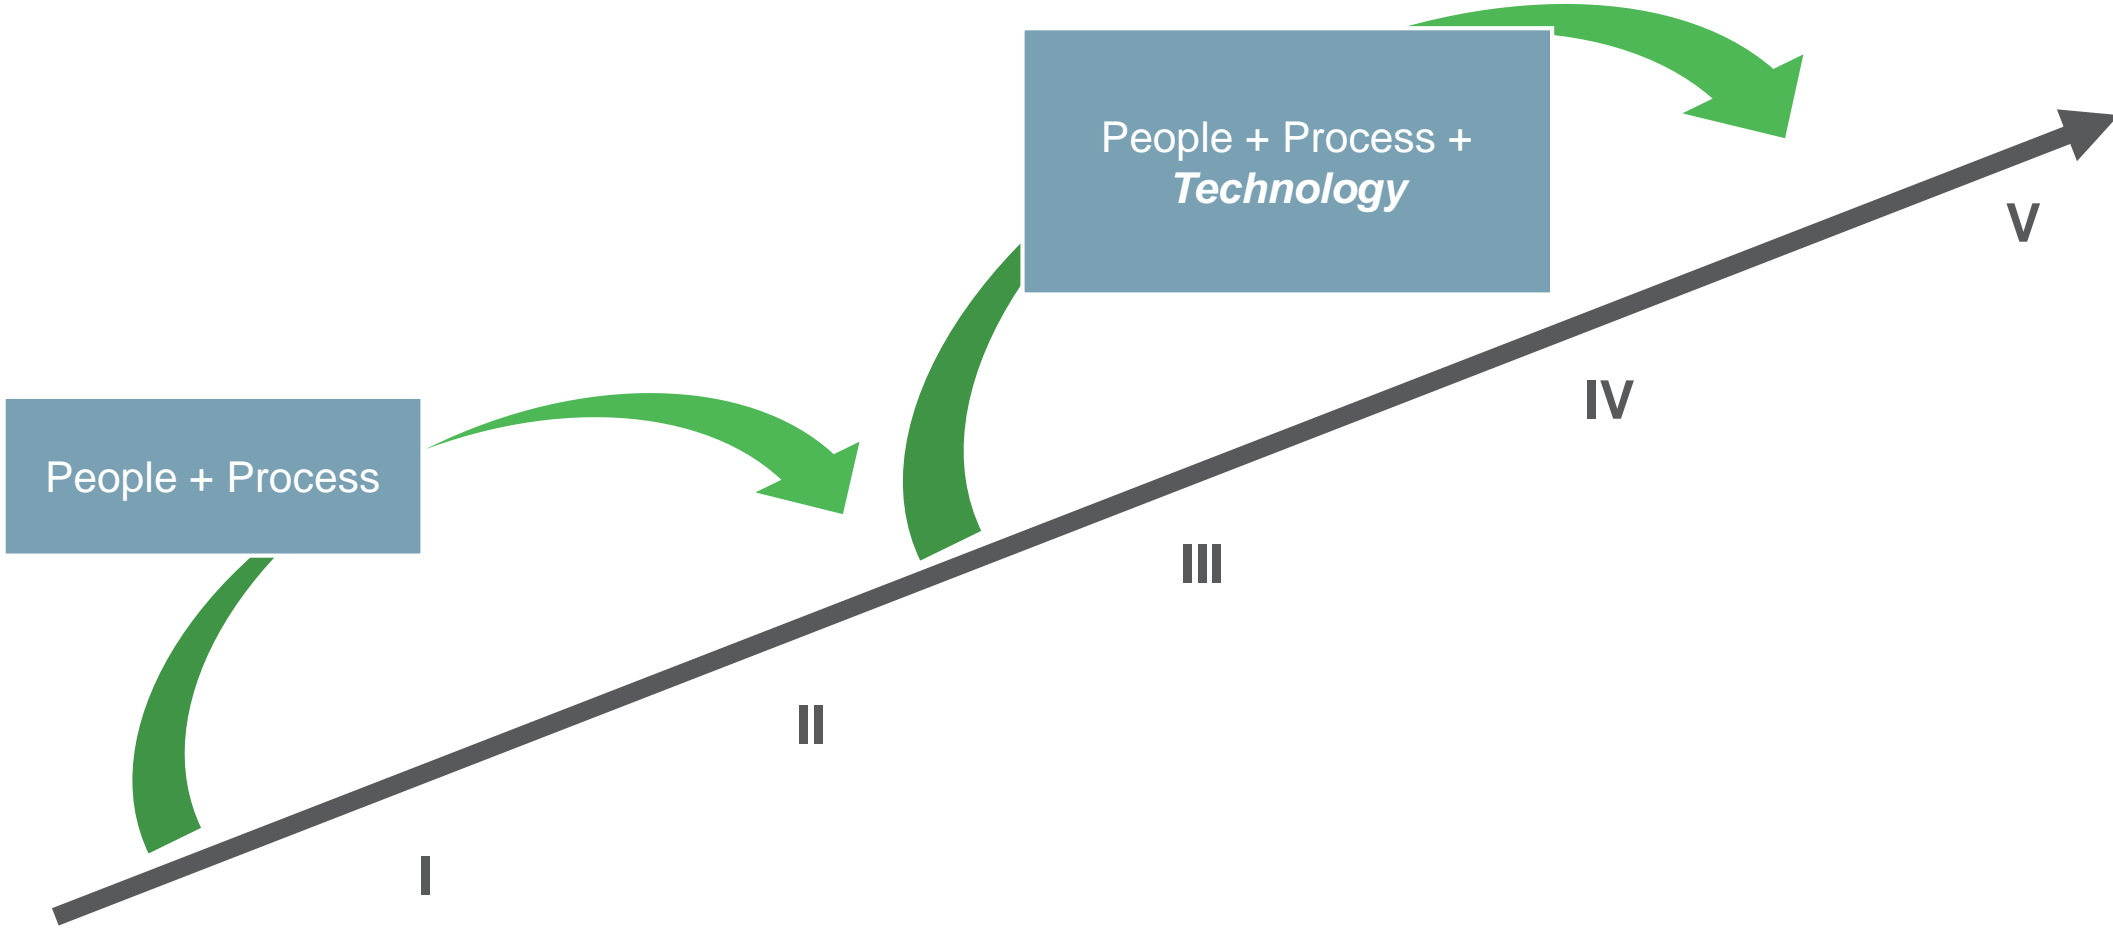 People + Process +
Technology
V
IV
People + Process
III
II
I